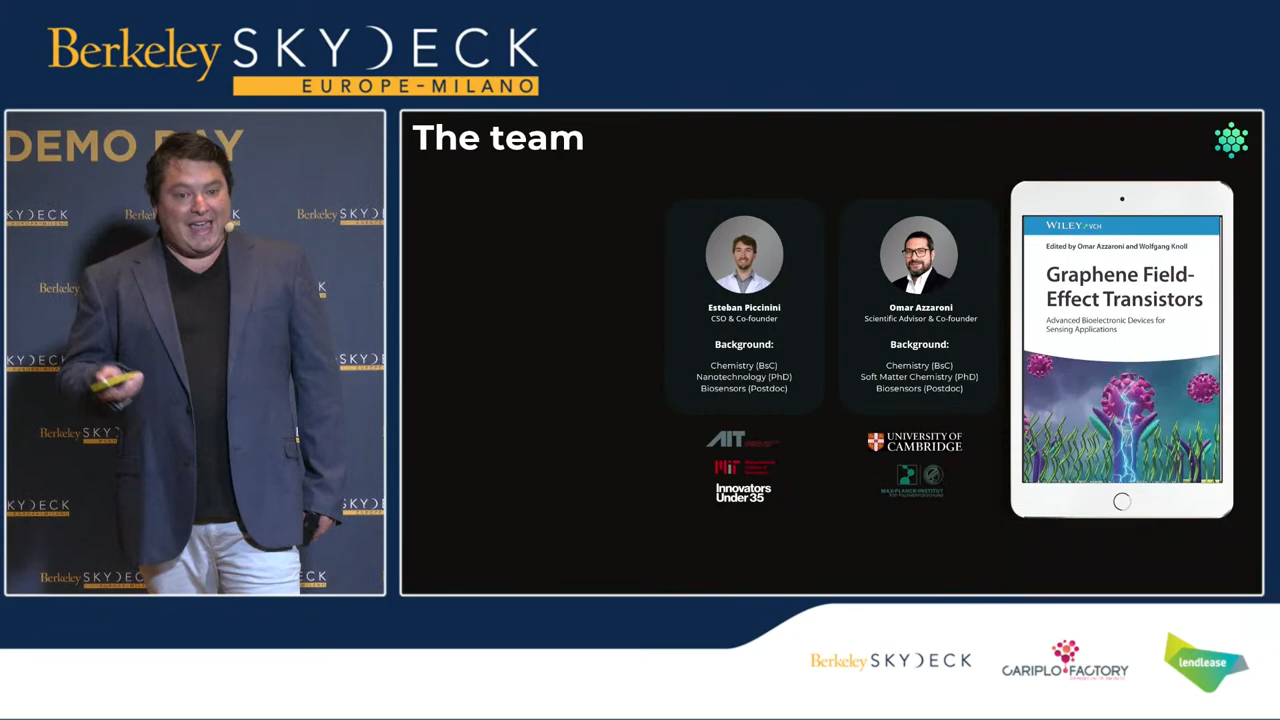 Berkeley SKYDECK
EUROPE-MILANO
DEMO DAY
Berkeley SKYDECK
The team
Esteban Piccinini
CSO & Co-founder
Background:
Chemistry (BsC)
Nanotechnology (PhD)
Biosensors (Postdoc)
AIT
MIT
Innovators
Under 35
Omar Azzaroni
Scientific Advisor & Co-founder
Background:
Chemistry (BsC)
Soft Matter Chemistry (PhD)
Biosensors (Postdoc)
UNIVERSITY OF
CAMBRIDGE
MAX-PLANCK-INSTITUT
FÜR POLYMERFORSCHUNG
WILEY-VCH
Edited by Omar Azzaroni and Wolfgang Knoll
Graphene Field-
Effect Transistors
Advanced Bioelectronic Devices for
Sensing Applications
Berkeley SKYDECK
CARIPLO FACTORY
lendlease